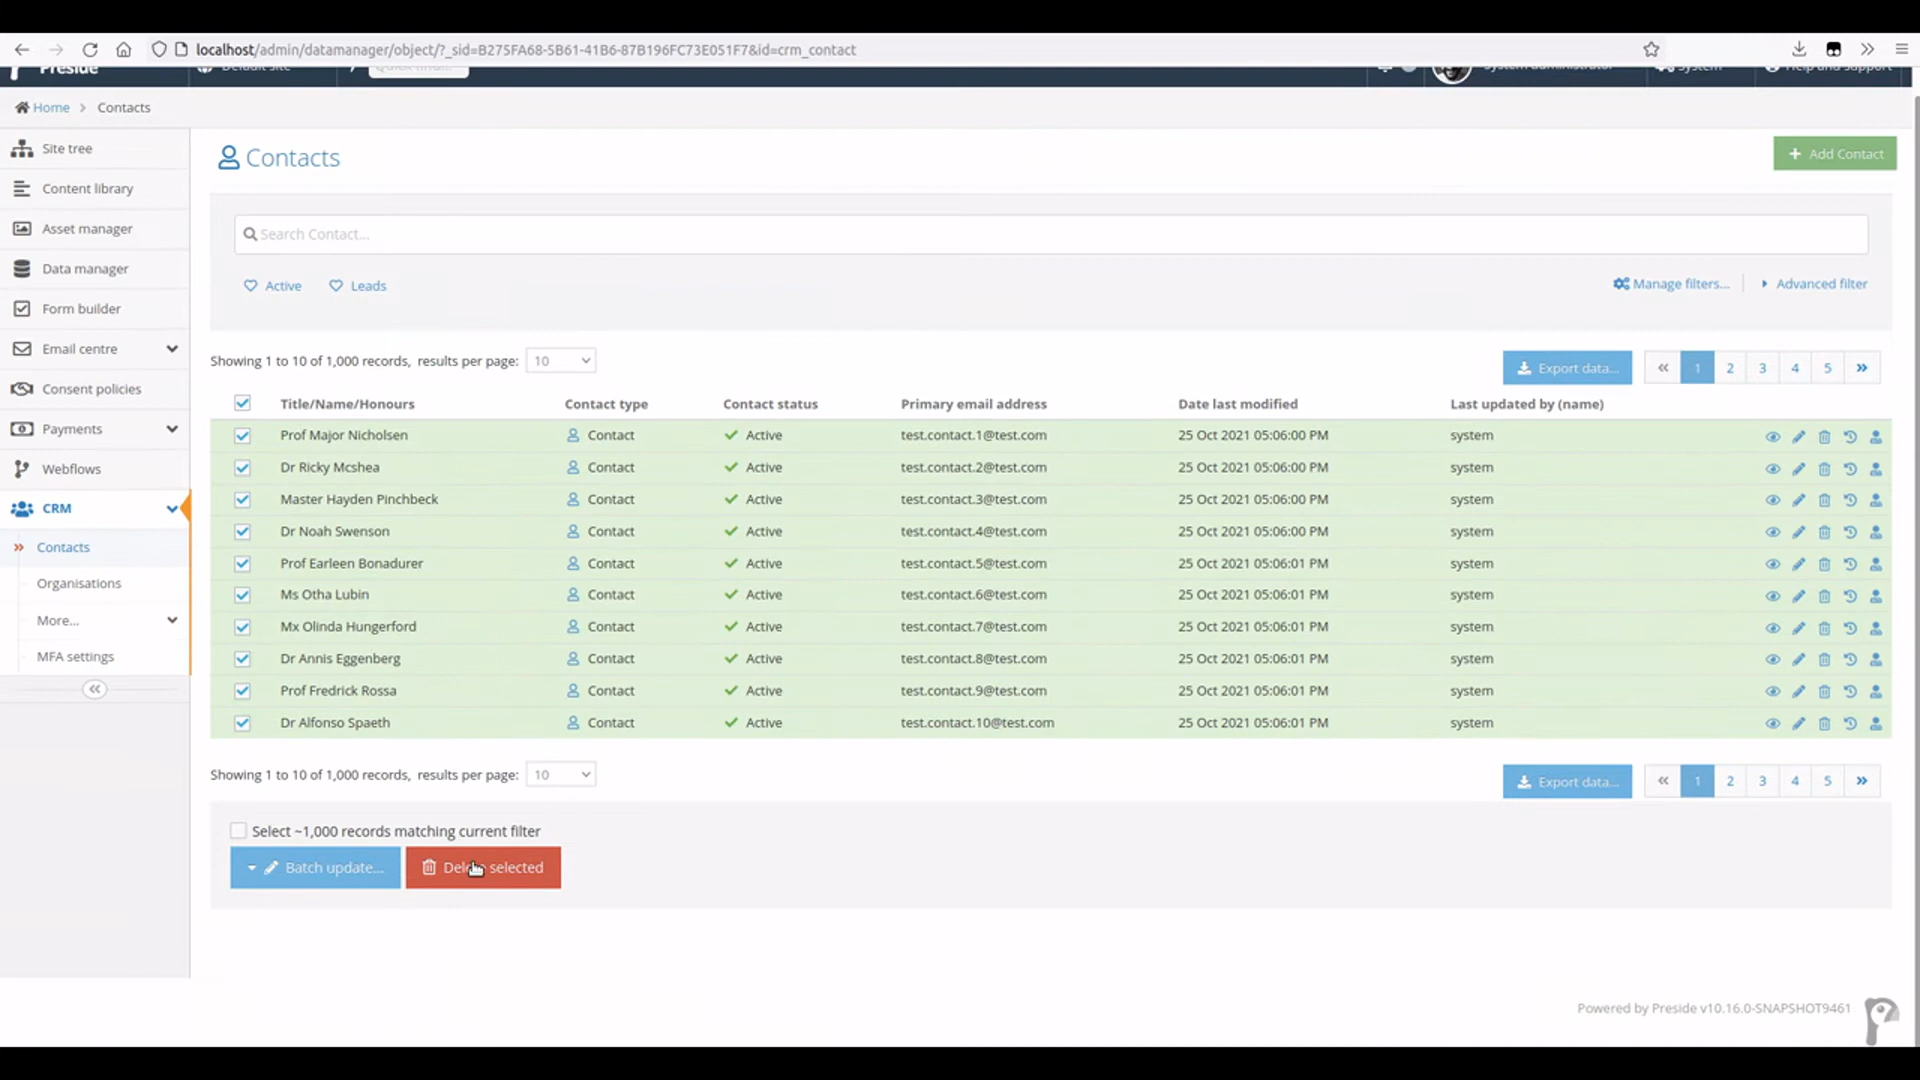 localhost/admin/datamanager/object/?_sid=B275FA68-5B61-41B6-87B196FC73E051F7&id=crm_contact
Preside Default site Quick find... System administrator System Help and support
Home Contacts
Site tree
Content library
Asset manager
Data manager
Form builder
Email centre
Consent policies
Payments
Webflows
CRM
Contacts
Organisations
More...
MFA settings
Contacts
+ Add Contact
Search Contact...
Active Leads Manage filters... Advanced filter
Showing 1 to 10 of 1,000 records, results per page: 10 Export data... « 1 2 3 4 5 »
Title/Name/Honours Contact type Contact status Primary email address Date last modified Last updated by (name)
Prof Major Nicholsen Contact Active test.contact.1@test.com 25 Oct 2021 05:06:00 PM system
Dr Ricky Mcshea Contact Active test.contact.2@test.com 25 Oct 2021 05:06:00 PM system
Master Hayden Pinchbeck Contact Active test.contact.3@test.com 25 Oct 2021 05:06:00 PM system
Dr Noah Swenson Contact Active test.contact.4@test.com 25 Oct 2021 05:06:00 PM system
Prof Earleen Bonadurer Contact Active test.contact.5@test.com 25 Oct 2021 05:06:01 PM system
Ms Otha Lubin Contact Active test.contact.6@test.com 25 Oct 2021 05:06:01 PM system
Mx Olinda Hungerford Contact Active test.contact.7@test.com 25 Oct 2021 05:06:01 PM system
Dr Annis Eggenberg Contact Active test.contact.8@test.com 25 Oct 2021 05:06:01 PM system
Prof Fredrick Rossa Contact Active test.contact.9@test.com 25 Oct 2021 05:06:01 PM system
Dr Alfonso Spaeth Contact Active test.contact.10@test.com 25 Oct 2021 05:06:01 PM system
Showing 1 to 10 of 1,000 records, results per page: 10 Export data... « 1 2 3 4 5 »
Select ~1,000 records matching current filter
Batch update... Delete selected
Powered by Preside v10.16.0-SNAPSHOT9461